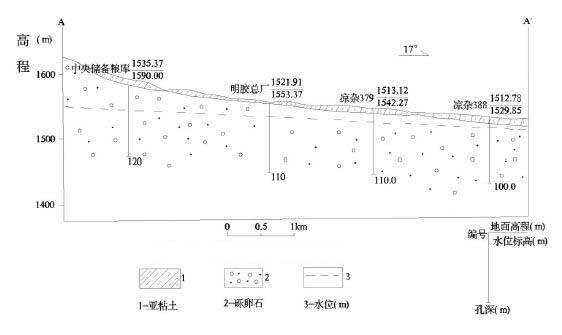 A A'
高程 (m)
17°
中央储备粮库 1535.37
1590.00
明胶总厂 1521.91
1553.37
凉杂379 1513.12
1542.27
凉杂388 1512.78
1529.85
1600
1500
1400
120
110
110.0
100.0
0 0.5 1km
编号 地面高程(m)
水位标高(m)
孔深(m)
1 2 3
1-亚粘土 2-砾卵石 3-水位(m)